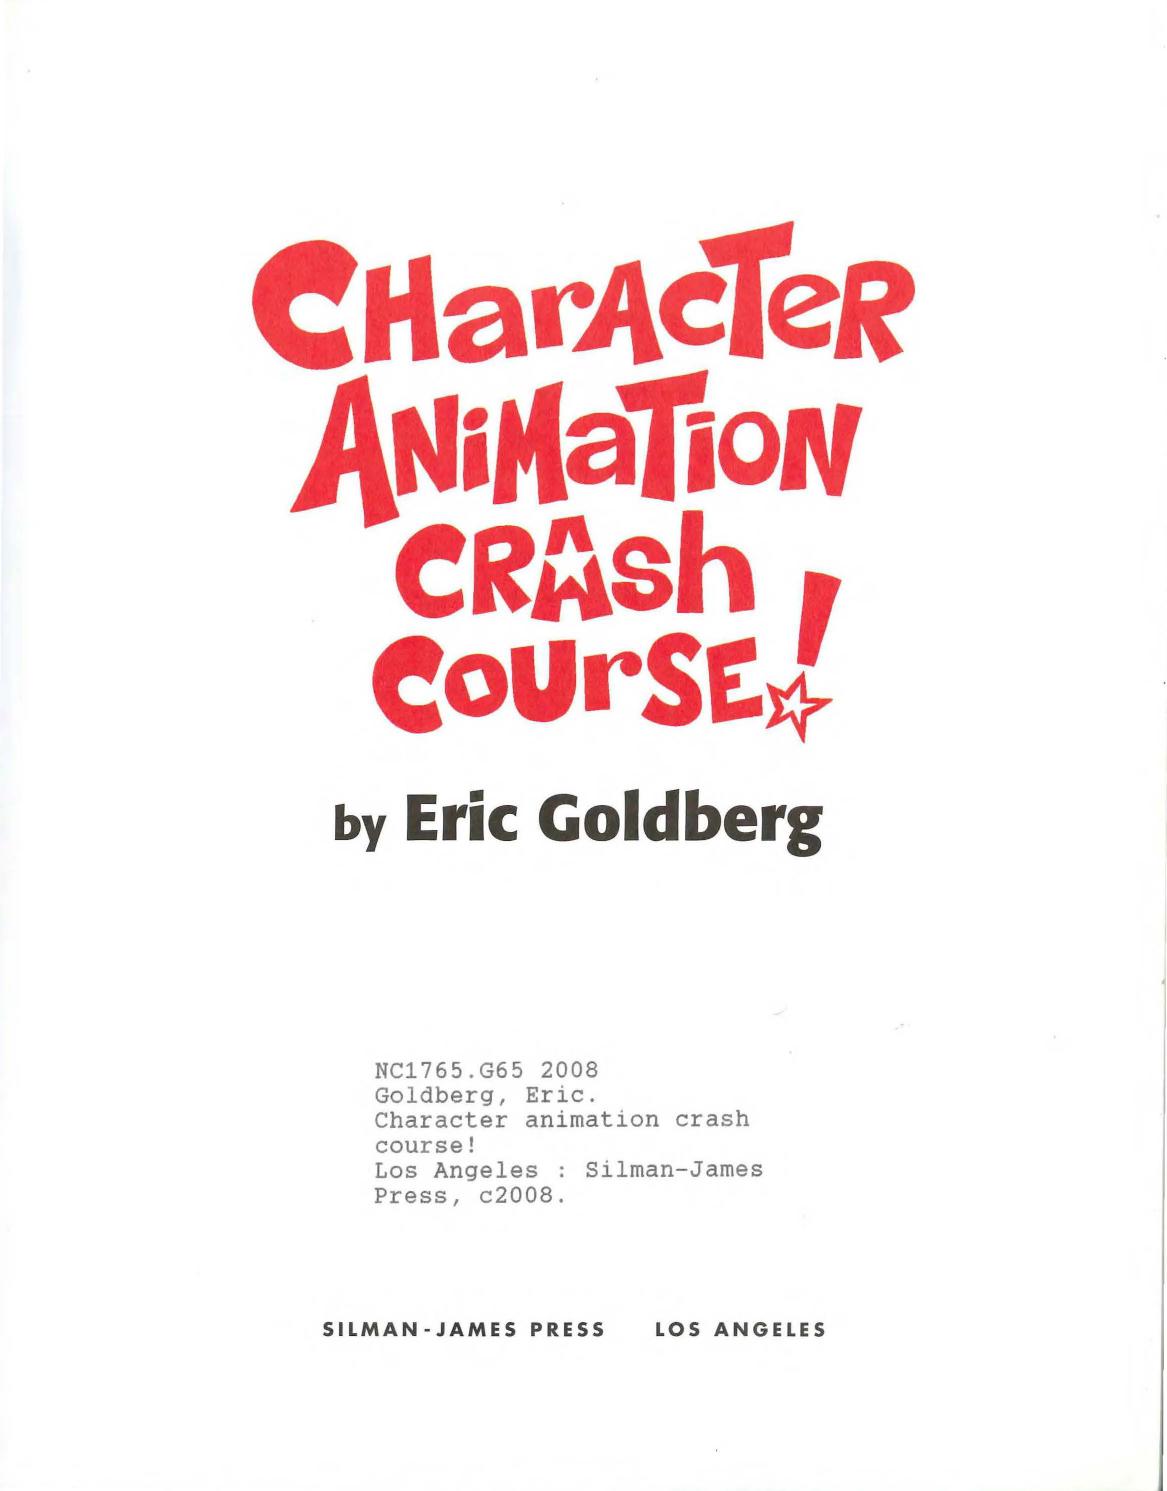 CHarAcTeR
ANiMaTiON
CRASh
COUrSE!
by Eric Goldberg
NC1765.G65 2008
Goldberg, Eric.
Character animation crash
course!
Los Angeles : Silman-James
Press, c2008.
SILMAN-JAMES PRESS LOS ANGELES